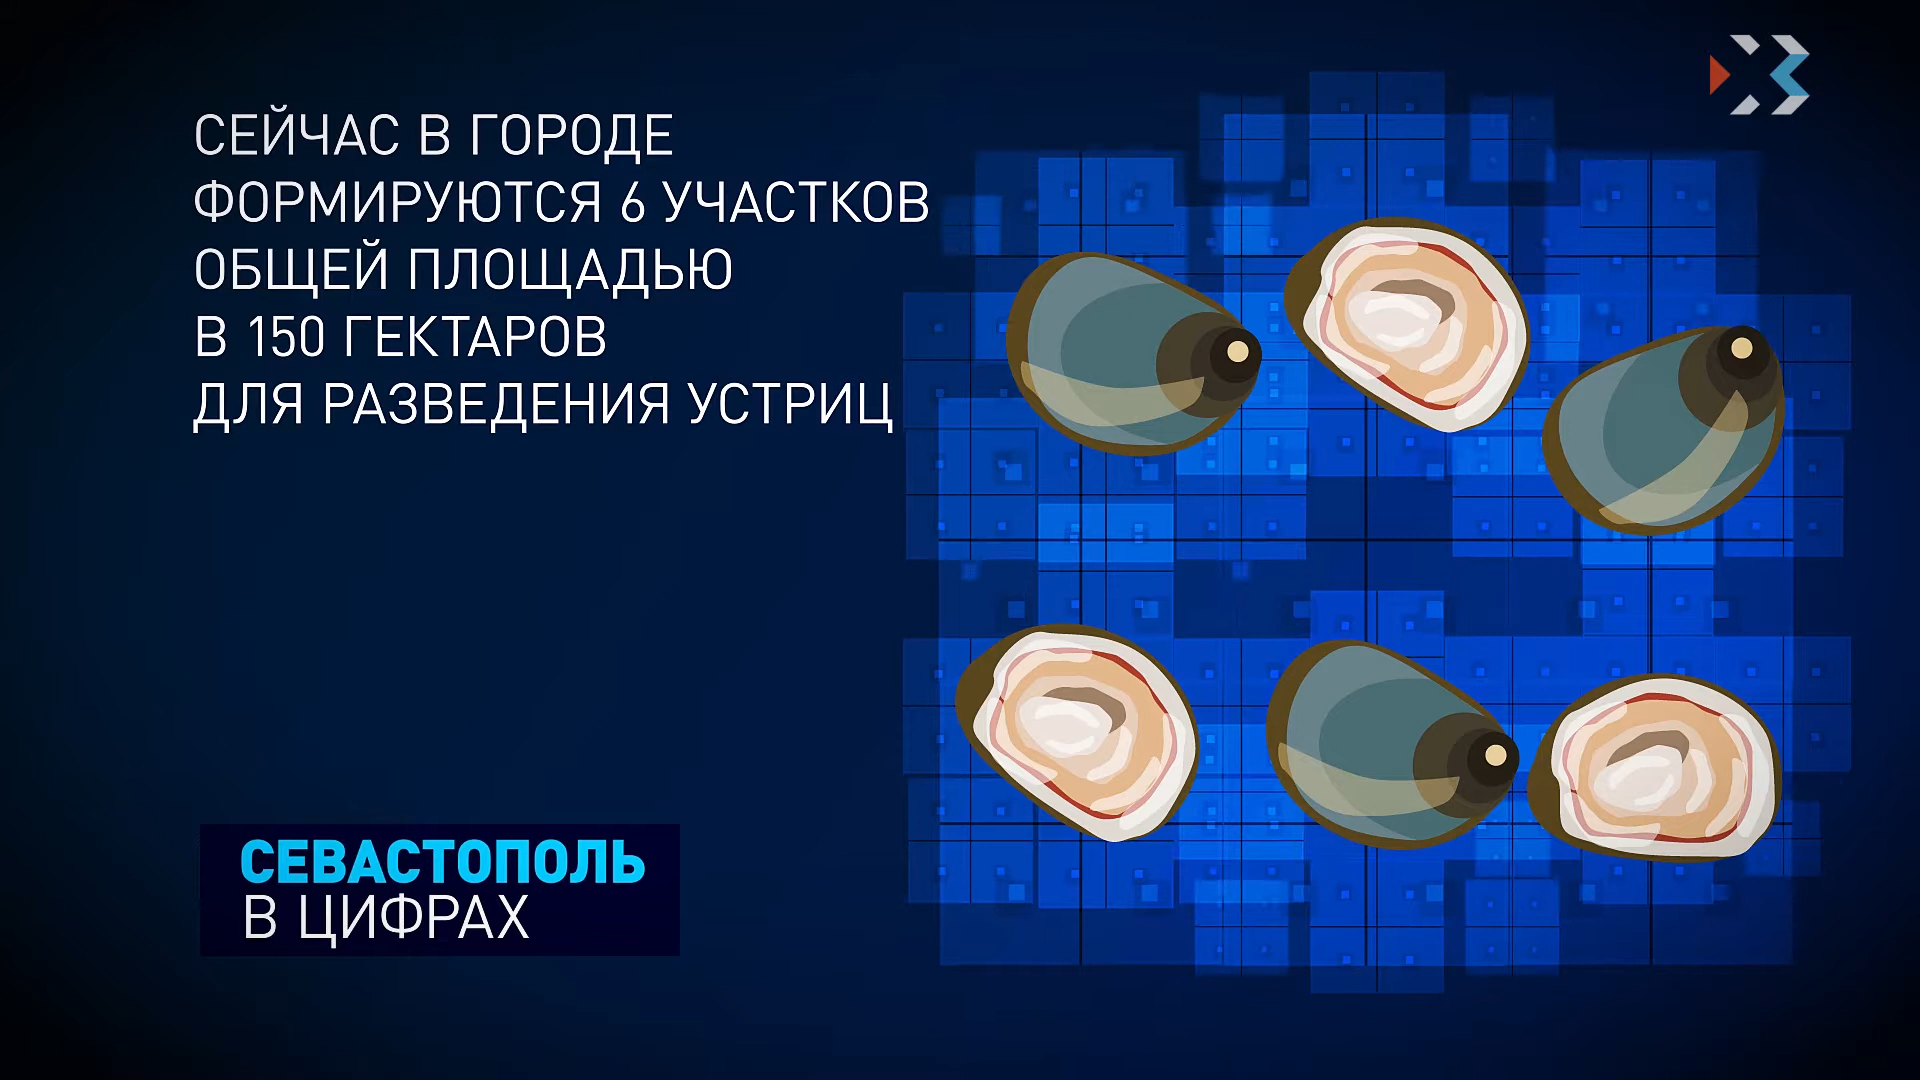 СЕЙЧАС В ГОРОДЕ
ФОРМИРУЮТСЯ 6 УЧАСТКОВ
ОБЩЕЙ ПЛОЩАДЬЮ
В 150 ГЕКТАРОВ
ДЛЯ РАЗВЕДЕНИЯ УСТРИЦ
СЕВАСТОПОЛЬ
В ЦИФРАХ